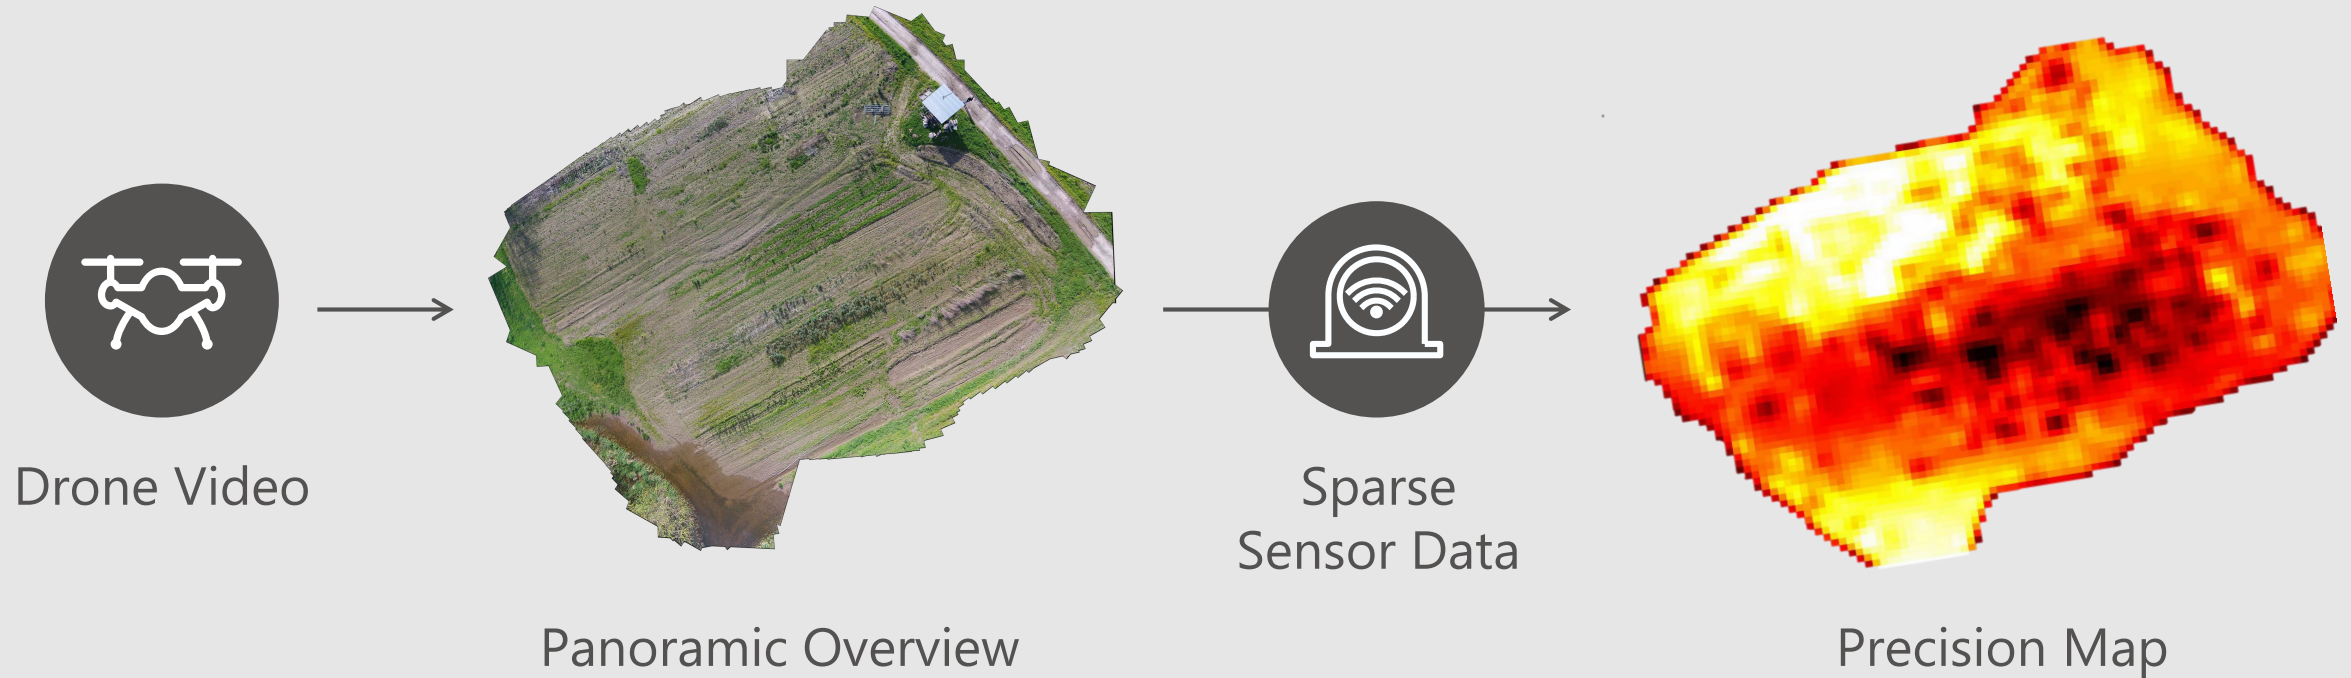 Drone Video
Panoramic Overview
Sparse
Sensor Data
Precision Map